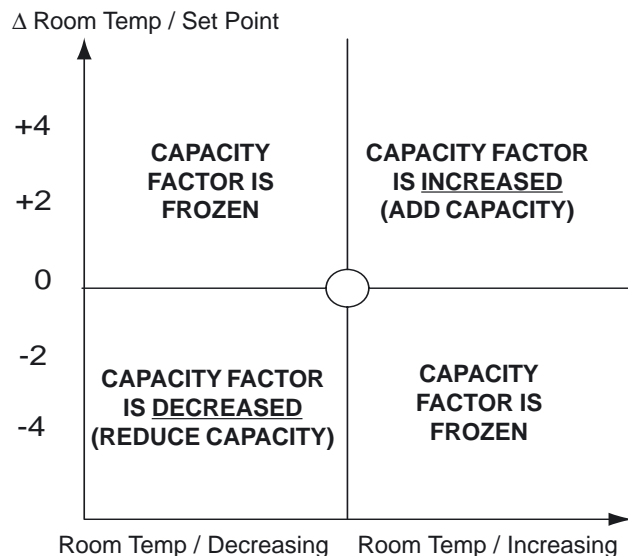 Δ Room Temp / Set Point
+4
CAPACITY
FACTOR IS
FROZEN
CAPACITY FACTOR
IS INCREASED
(ADD CAPACITY)
+2
0
-2
CAPACITY FACTOR
IS DECREASED
(REDUCE CAPACITY)
CAPACITY
FACTOR IS
FROZEN
-4
Room Temp / Decreasing
Room Temp / Increasing